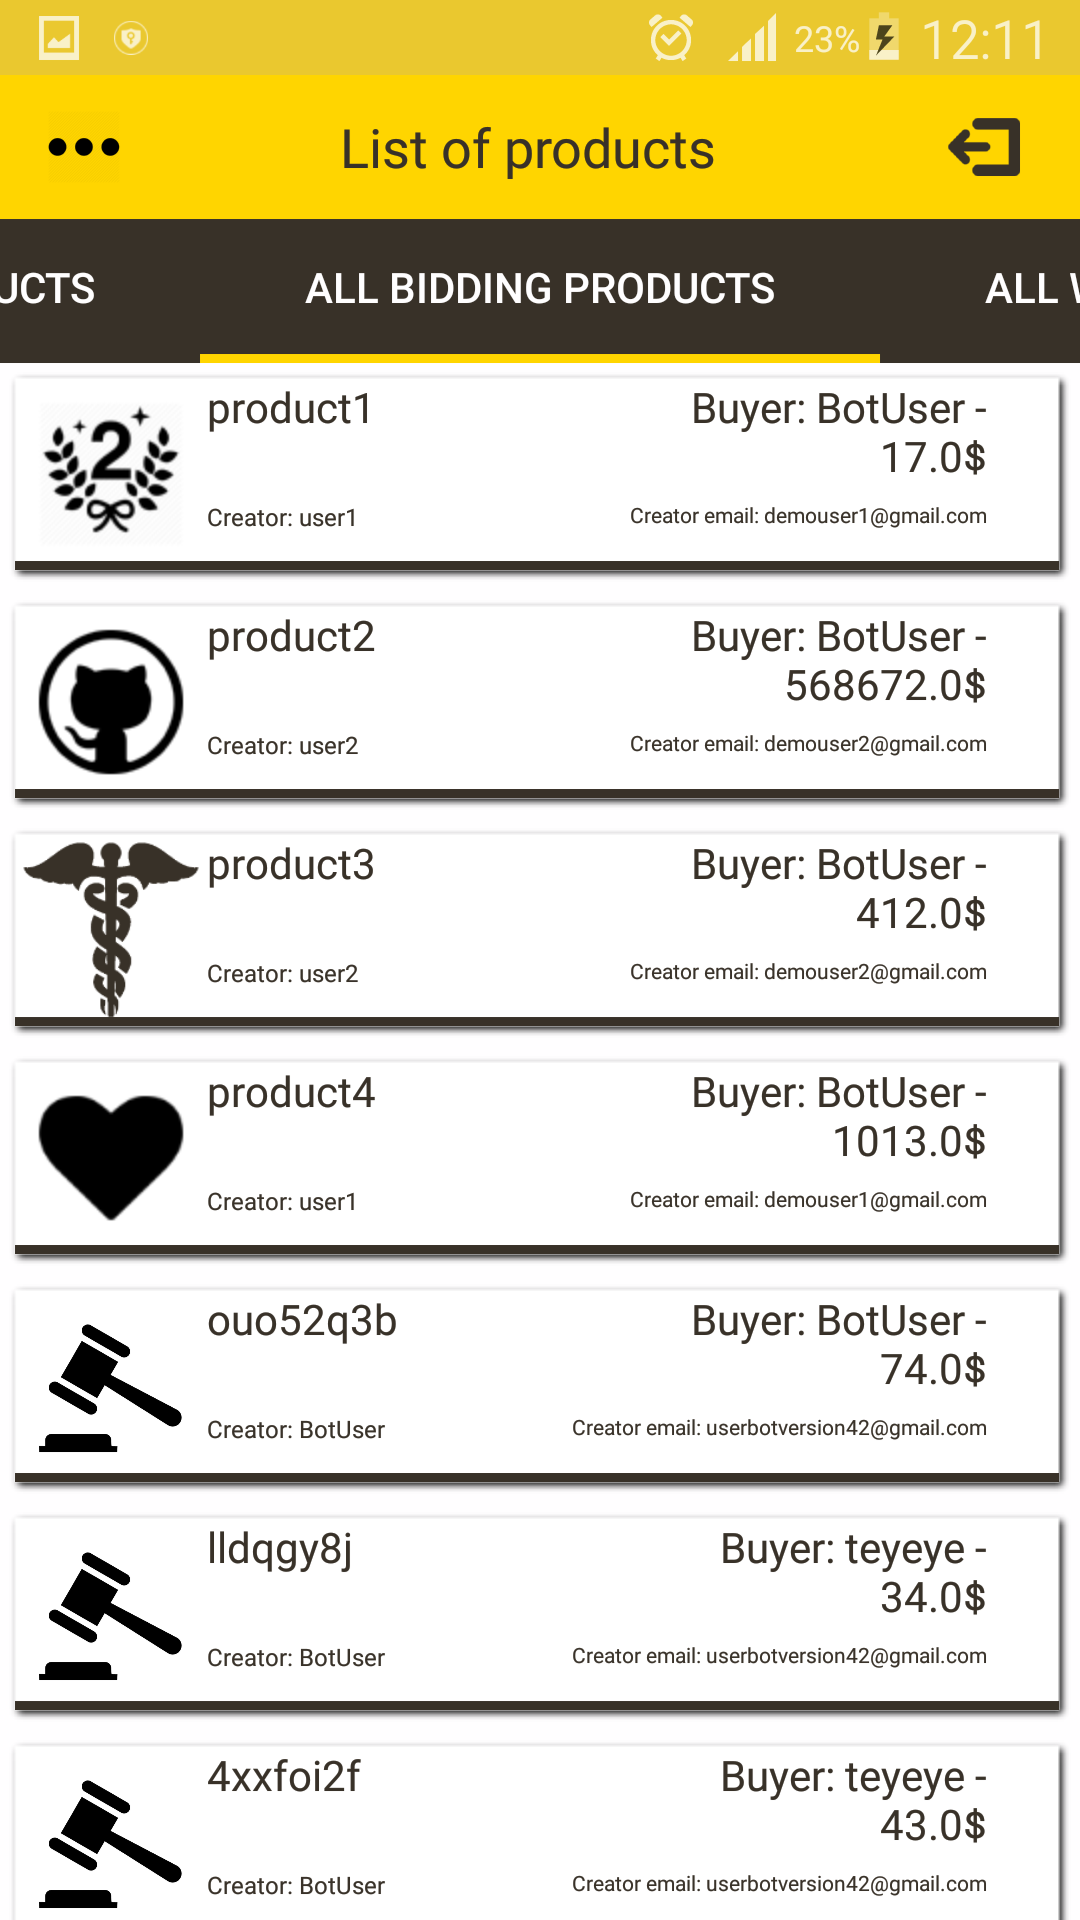 23% 12:11
List of products
UCTS ALL BIDDING PRODUCTS ALL
2
product1 Buyer: BotUser -
17.0$
Creator: user1 Creator email: demouser1@gmail.com
product2 Buyer: BotUser -
568672.0$
Creator: user2 Creator email: demouser2@gmail.com
product3 Buyer: BotUser -
412.0$
Creator: user2 Creator email: demouser2@gmail.com
product4 Buyer: BotUser -
1013.0$
Creator: user1 Creator email: demouser1@gmail.com
ouo52q3b Buyer: BotUser -
74.0$
Creator: BotUser Creator email: userbotversion42@gmail.com
lldqgy8j Buyer: teyeye -
34.0$
Creator: BotUser Creator email: userbotversion42@gmail.com
4xxfoi2f Buyer: teyeye -
43.0$
Creator: BotUser Creator email: userbotversion42@gmail.com